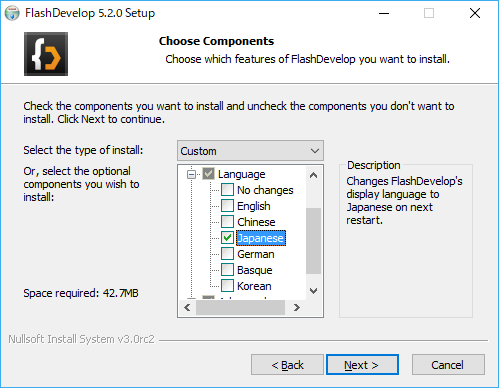 FlashDevelop 5.2.0 Setup
Choose Components
Choose which features of FlashDevelop you want to install.
Check the components you want to install and uncheck the components you don't want to
install. Click Next to continue.
Select the type of install:
Custom
Or, select the optional
components you wish to
install:
Language
No changes
English
Chinese
Japanese
German
Basque
Korean
Description
Changes FlashDevelop's
display language to
Japanese on next
restart.
Space required: 42.7MB
Nullsoft Install System v3.0rc2
< Back
Next >
Cancel